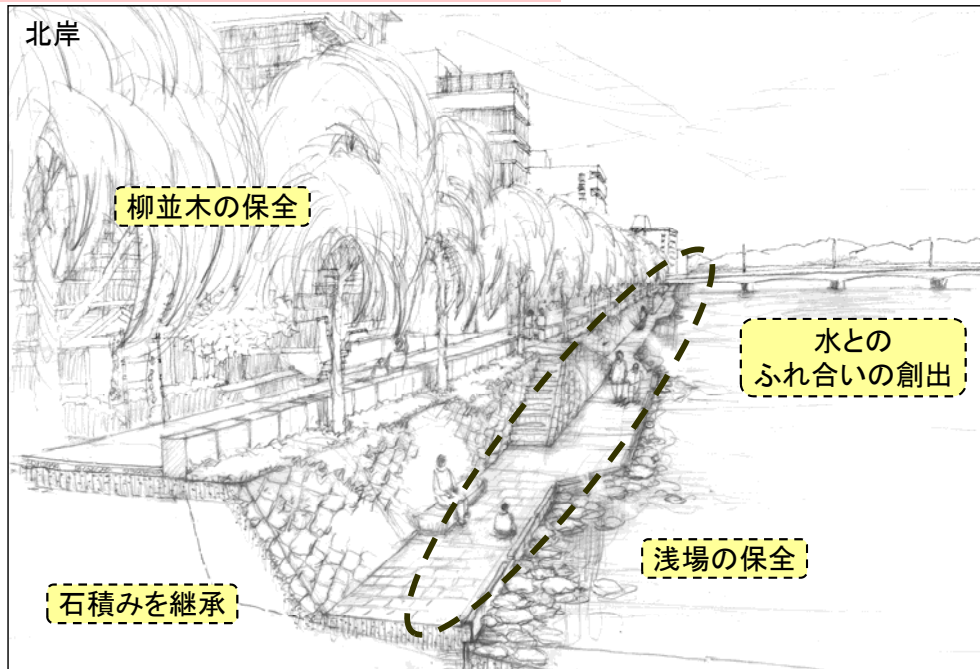 北岸
柳並木の保全
水との
ふれ合いの創出
浅場の保全
石積みを継承